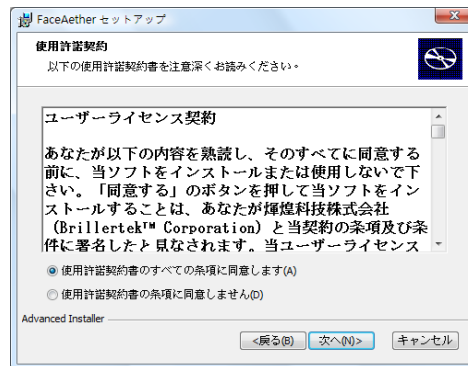 FaceAether セットアップ
使用許諾契約
以下の使用許諾契約書を注意深くお読みください。
ユーザーライセンス契約
あなたが以下の内容を熟読し、そのすべてに同意する
前に、当ソフトをインストールまたは使用しないで下
さい。「同意する」のボタンを押して当ソフトをイン
ストールすることは、あなたが輝煌科技株式会社
（Brillertek™ Corporation）と当契約の条項及び条
件に署名したと見なされます。当ユーザーライセンス
使用許諾契約書のすべての条項に同意します(A)
使用許諾契約書の条項に同意しません(D)
Advanced Installer
<戻る(B) 次へ(N)> キャンセル